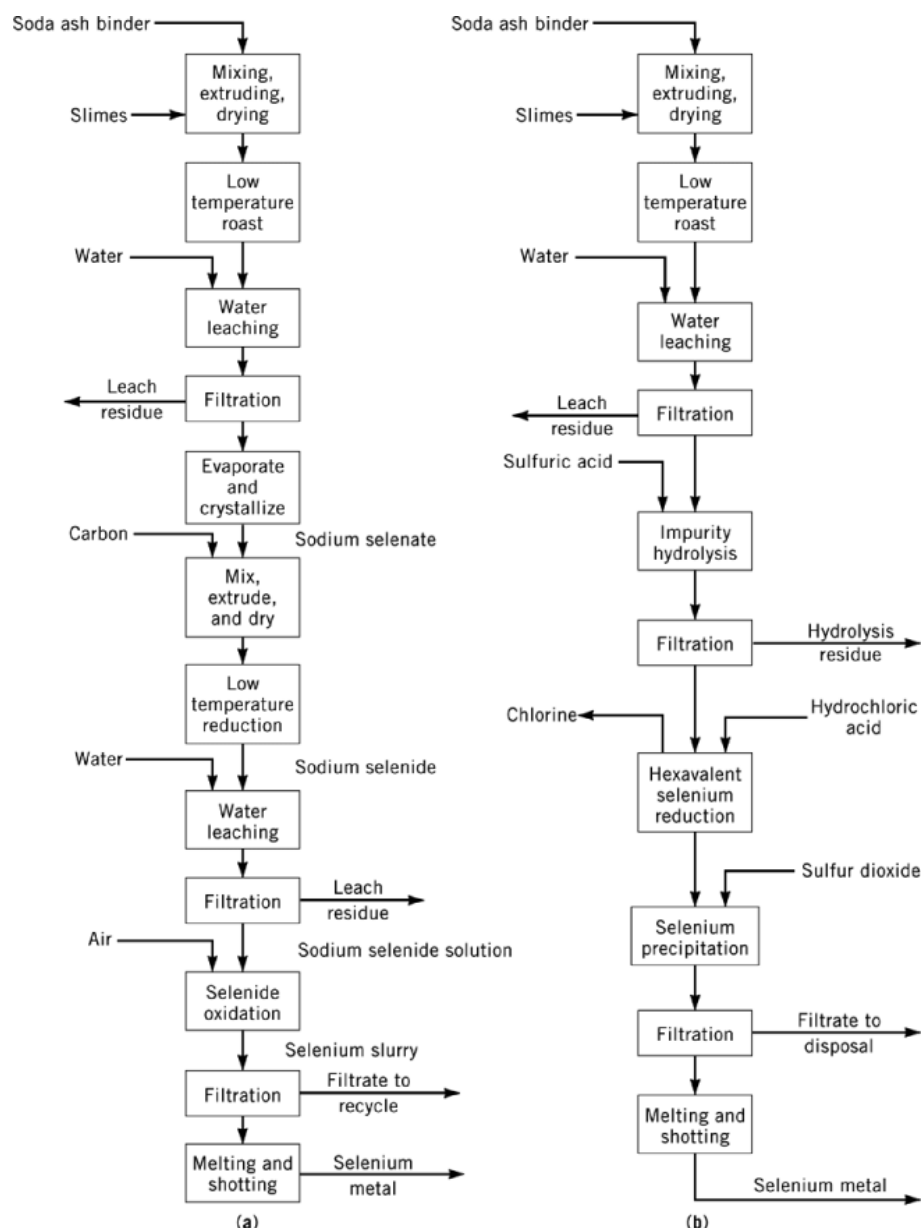 Soda ash binder
Mixing,
extruding,
drying
Slimes
Low
temperature
roast
Water
Water
leaching
Leach
residue
Filtration
Evaporate
and
crystallize
Carbon
Sodium selenate
Mix,
extrude,
and dry
Low
temperature
reduction
Water
Sodium selenide
Water
leaching
Filtration
Leach
residue
Air
Sodium selenide solution
Selenide
oxidation
Selenium slurry
Filtration
Filtrate to
recycle
Melting and
shotting
Selenium
metal
(a)
Soda ash binder
Mixing,
extruding,
drying
Slimes
Low
temperature
roast
Water
Water
leaching
Leach
residue
Filtration
Sulfuric acid
Impurity
hydrolysis
Filtration
Hydrolysis
residue
Chlorine
Hydrochloric
acid
Hexavalent
selenium
reduction
Sulfur dioxide
Selenium
precipitation
Filtration
Filtrate to
disposal
Melting and
shotting
Selenium metal
(b)